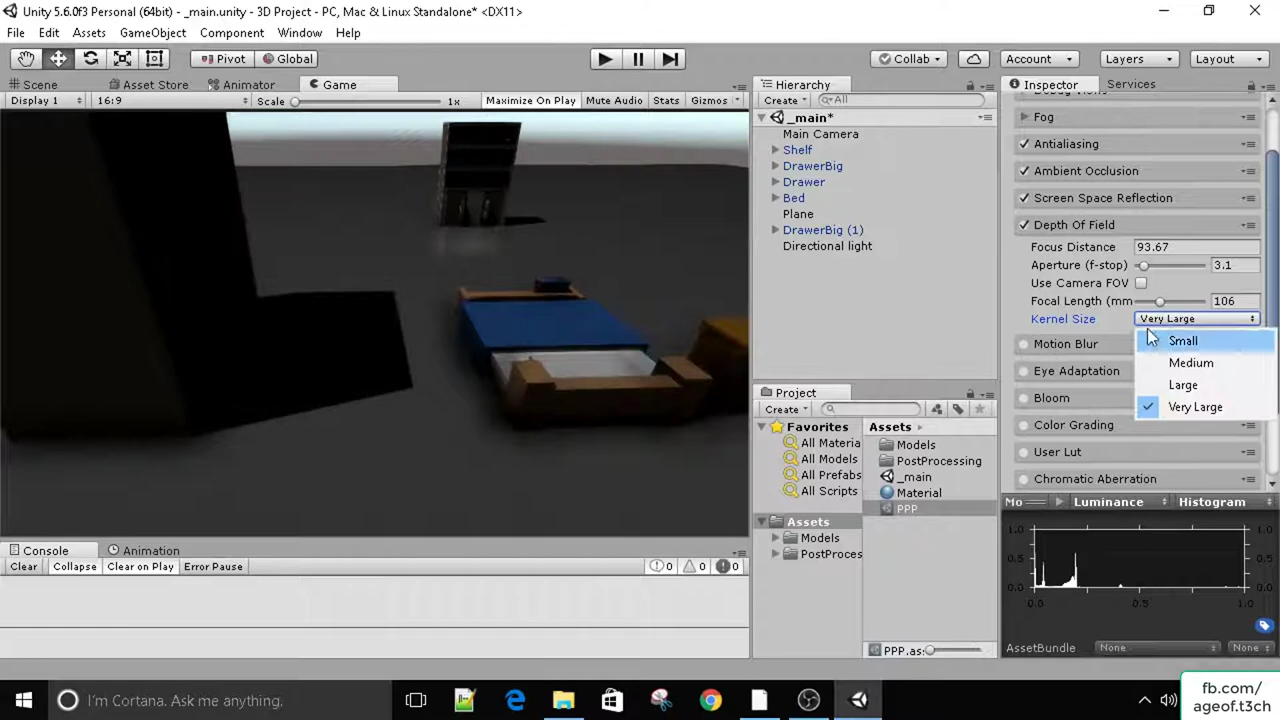 Unity 5.6.0f3 Personal (64bit) - _main.unity - 3D Project - PC, Mac & Linux Standalone* <DX11>
File Edit Assets GameObject Component Window Help
Pivot Global Collab Account Layers Layout
Scene Asset Store Animator Game
Display 1 16:9 Scale 1x Maximize On Play Mute Audio Stats Gizmos
Hierarchy
Create All
_main*
Main Camera
Shelf
DrawerBig
Drawer
Bed
Plane
DrawerBig (1)
Directional light
Project
Create
Favorites
All Materia
All Models
All Prefabs
All Scripts
Assets
Models
PostProces
Assets
Models
PostProcessing
_main
Material
PPP
PPP.as:
Inspector Services
Fog
Antialiasing
Ambient Occlusion
Screen Space Reflection
Depth Of Field
Focus Distance 93.67
Aperture (f-stop) 3.1
Use Camera FOV
Focal Length (mm 106
Kernel Size Very Large
Small
Medium
Large
Very Large
Motion Blur
Eye Adaptation
Bloom
Color Grading
User Lut
Chromatic Aberration
Mo Luminance Histogram
1.0 1.0
0.5 0.5
0.0 0.0
0.0 0.5 1.0
AssetBundle None None
Console Animation
Clear Collapse Clear on Play Error Pause 0 0 0
I'm Cortana. Ask me anything.
fb.com/
ageof.t3ch